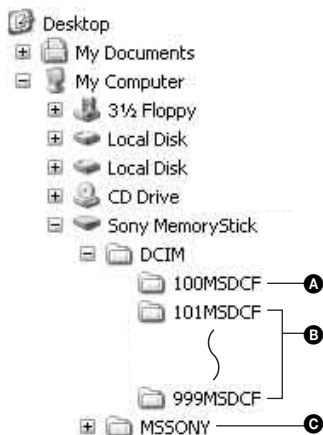 Desktop
My Documents
My Computer
3½ Floppy
Local Disk
Local Disk
CD Drive
Sony MemoryStick
DCIM
100MSDCF A
101MSDCF
B
999MSDCF
MSSONY C